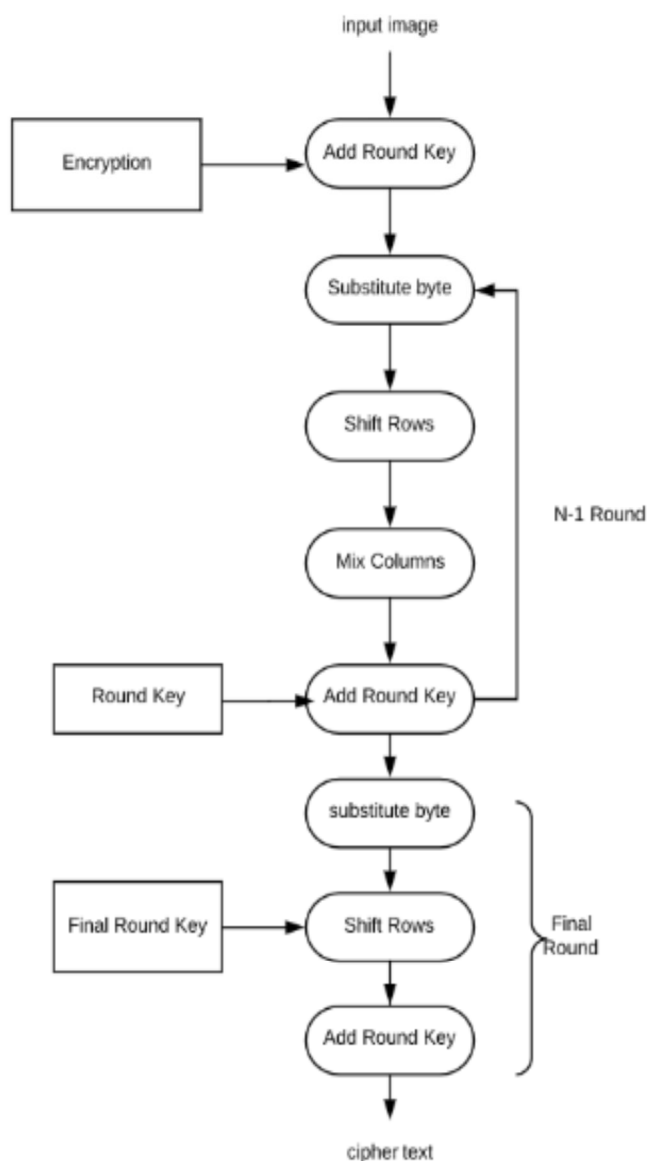 input image
Encryption
Add Round Key
Substitute byte
Shift Rows
N-1 Round
Mix Columns
Round Key
Add Round Key
substitute byte
Final Round Key
Shift Rows
Final
Round
Add Round Key
cipher text